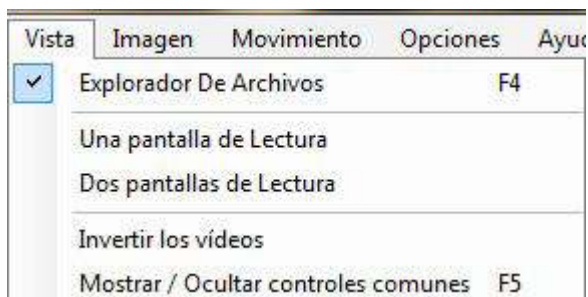 Vista Imagen Movimiento Opciones
Explorador De Archivos F4
Una pantalla de Lectura
Dos pantallas de Lectura
Invertir los vídeos
Mostrar / Ocultar controles comunes F5